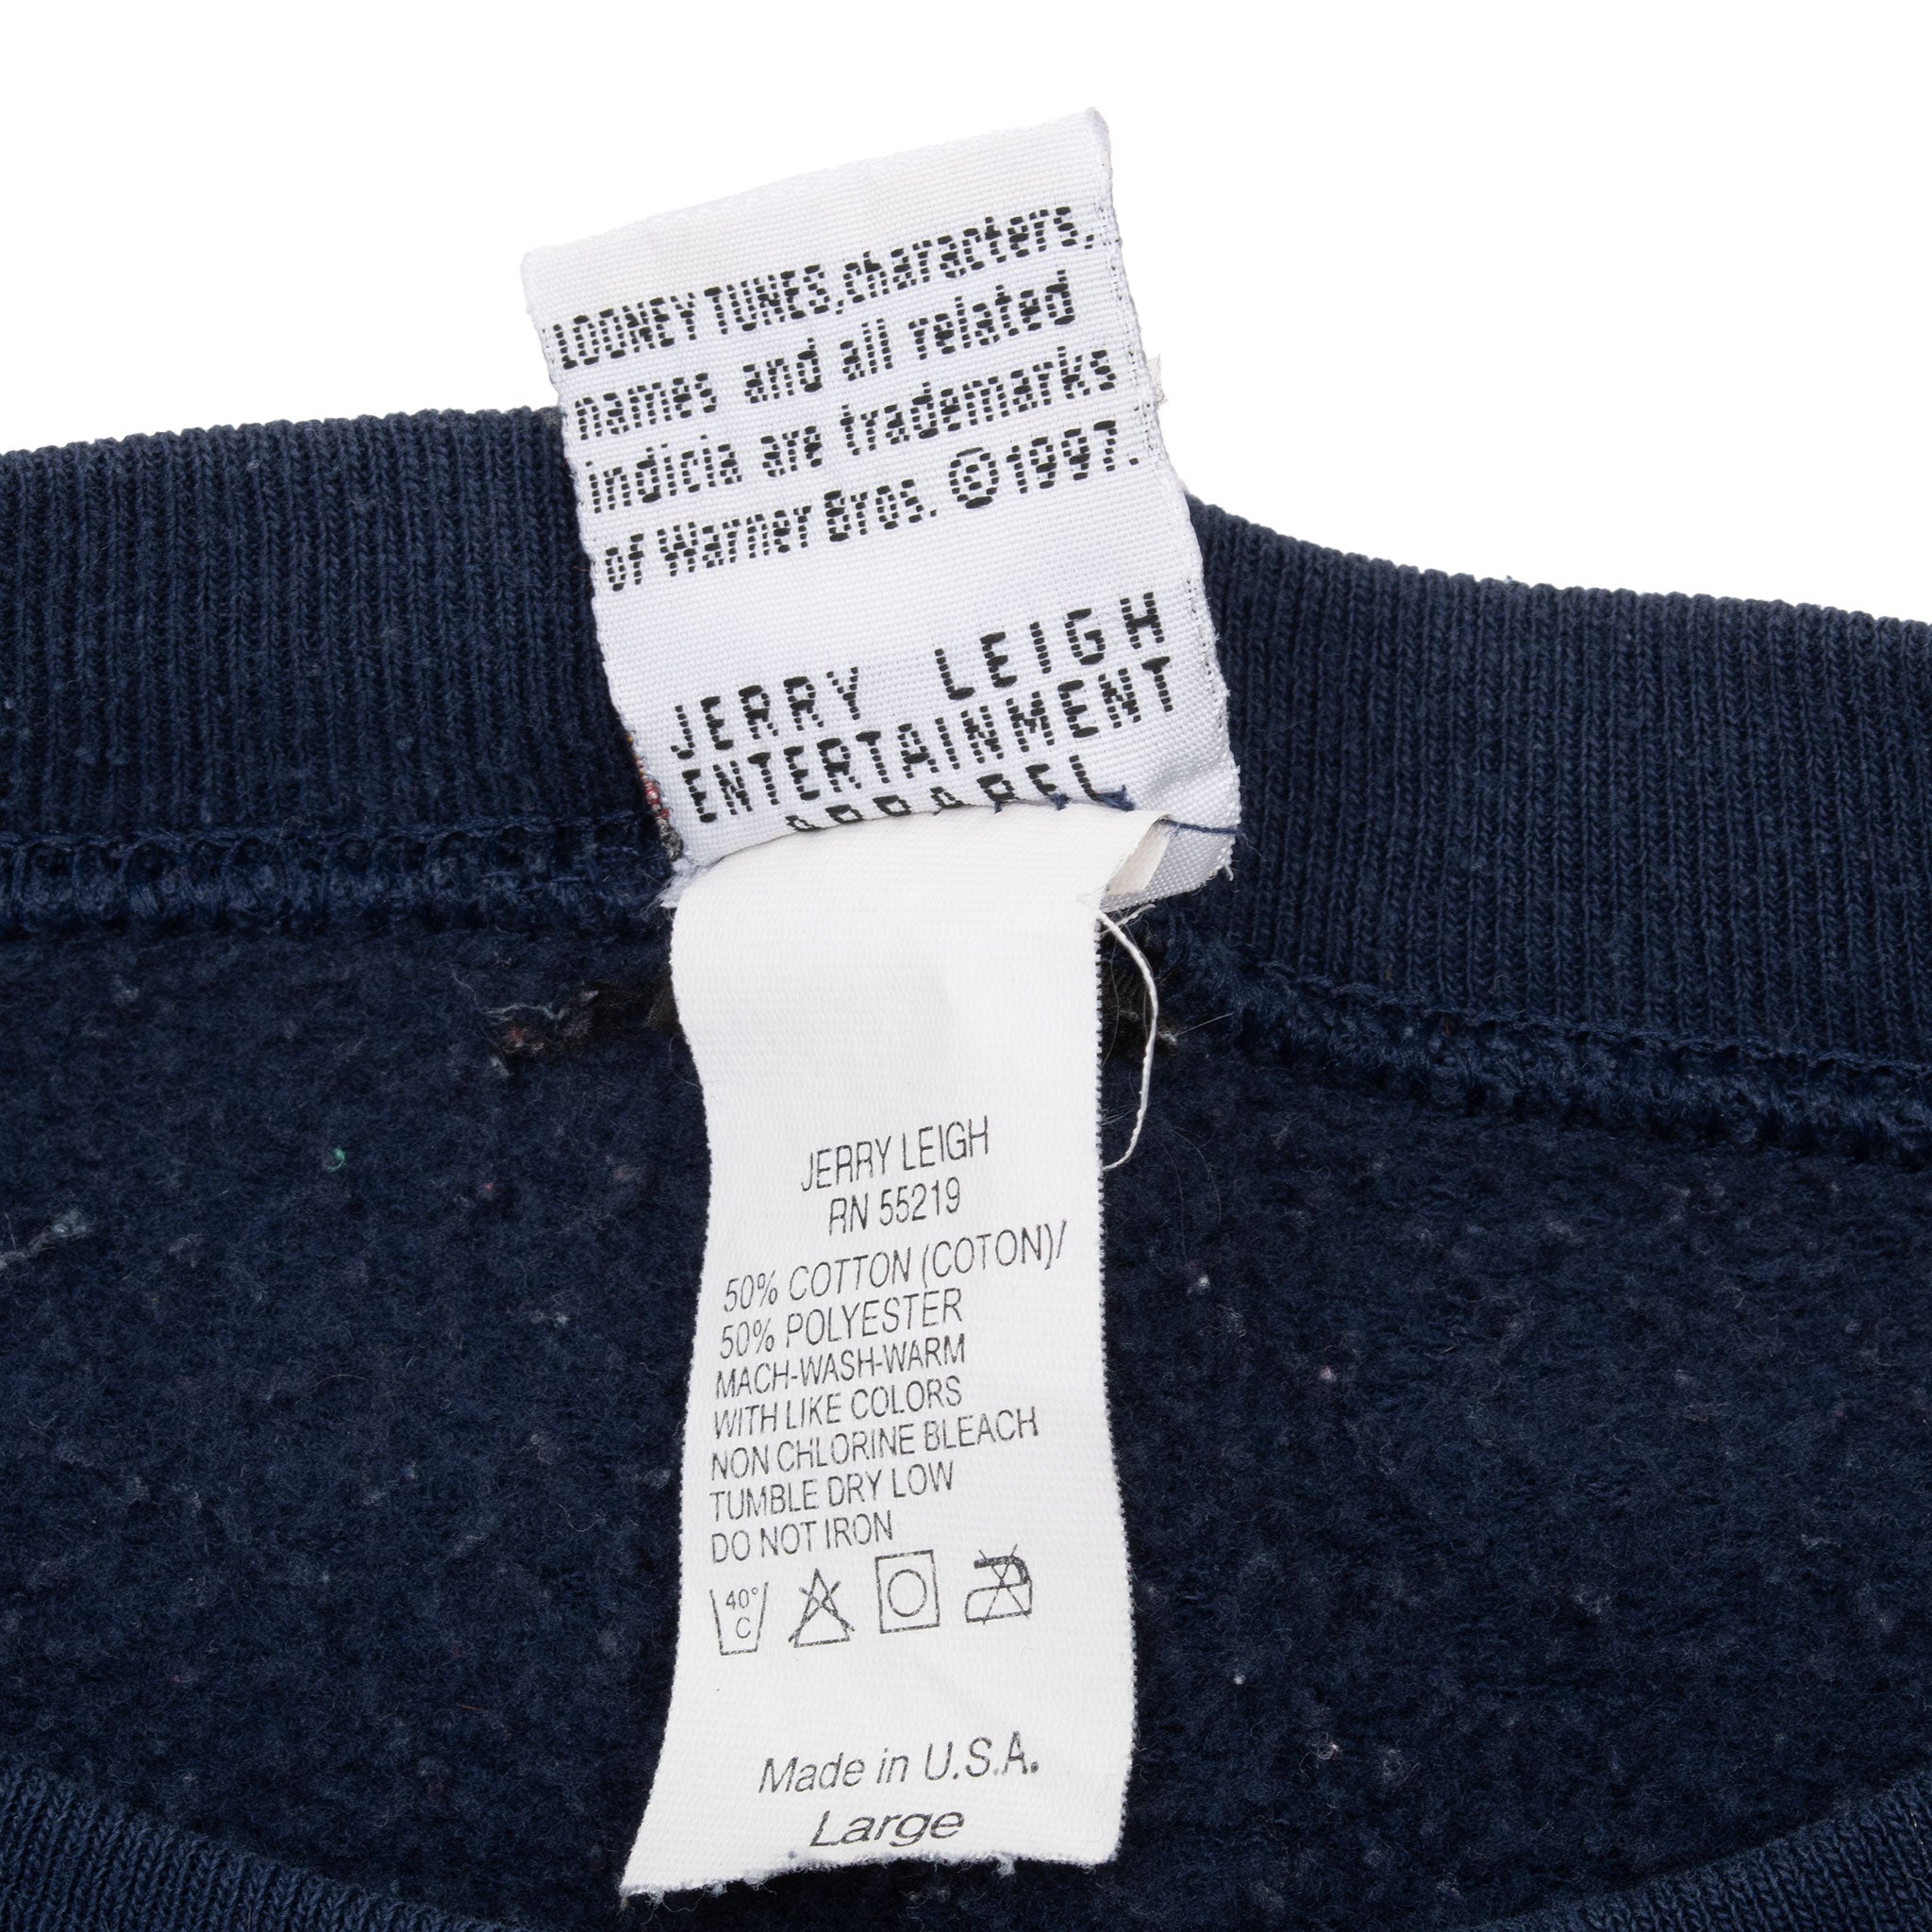 LOONEY TUNES, characters,
names and all related
indicia are trademarks
of Warner Bros. ©1997.
JERRY LEIGH
ENTERTAINMENT
APPAREL
JERRY LEIGH
RN 55219
50% COTTON (COTON)/
50% POLYESTER
MACH-WASH-WARM
WITH LIKE COLORS
NON CHLORINE BLEACH
TUMBLE DRY LOW
DO NOT IRON
40°
C
Made in U.S.A.
Large